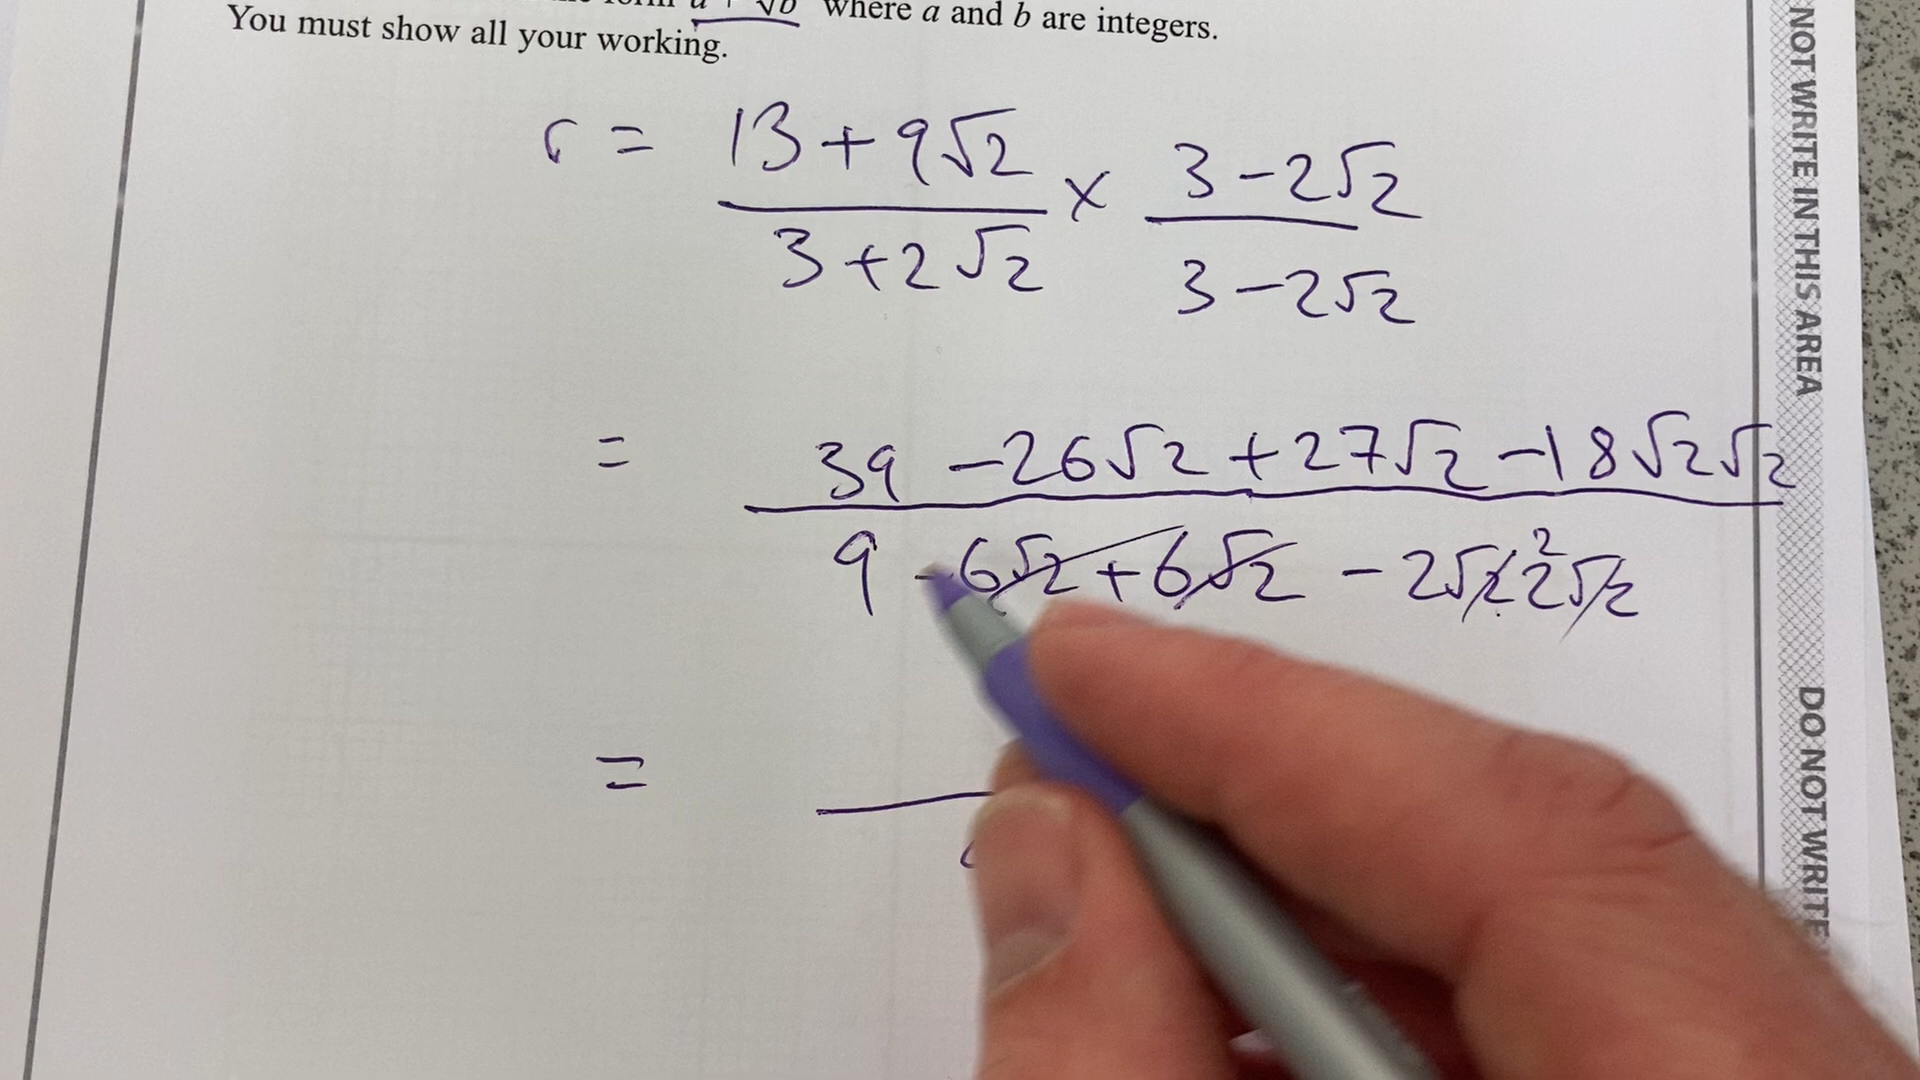 a + √b where a and b are integers.
You must show all your working.
r = 13 + 9√2 / 3 + 2√2 × 3 - 2√2 / 3 - 2√2
= 39 - 26√2 + 27√2 - 18√2√2 / 9 - 6√2 + 6√2 - 2√2 2 2√2
=
NOT WRITE IN THIS AREA
DO NOT WRITE